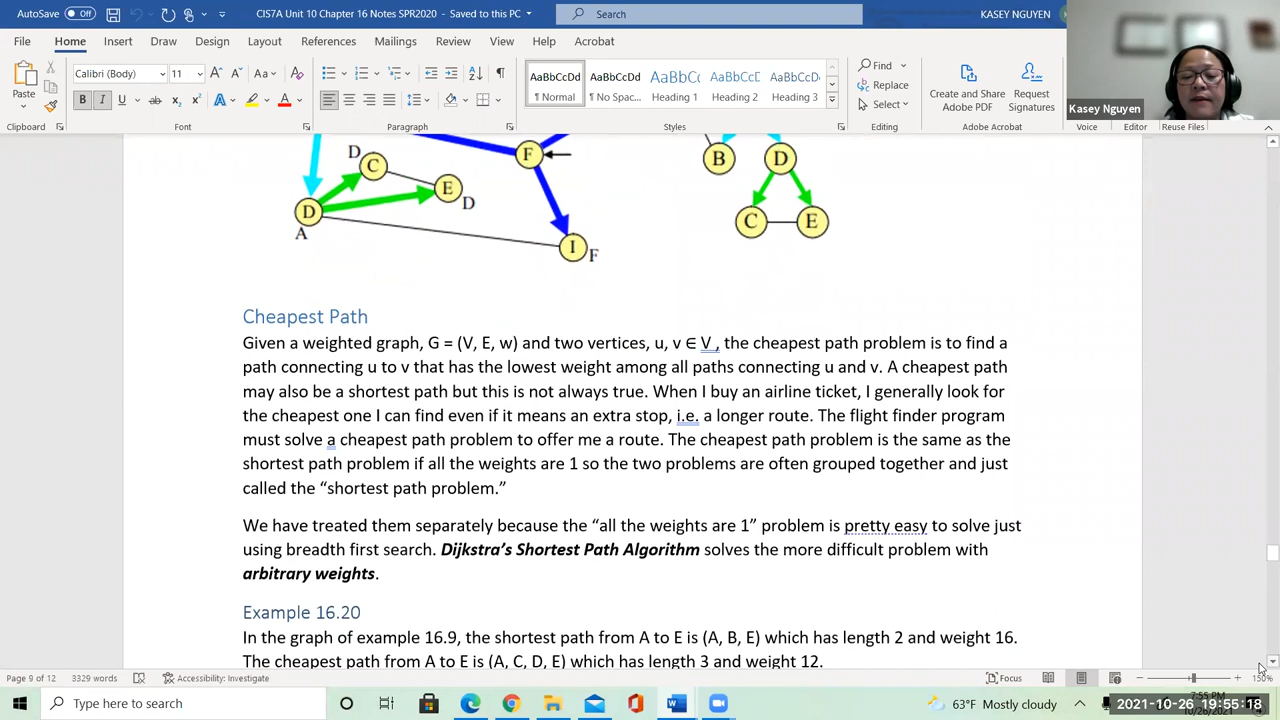 AutoSave Off CIS7A Week 10 Notes SPR2020 - Saved Search KASEY NGUYEN
File Home Insert Draw Design Layout References Mailings Review View Help Acrobat
Paste Calibri (Body) 11 AaBbCcDd AaBbCcDd AaBbC AaBbCcD AaBbC Find Replace Select Create and Share Request
¶ Normal ¶ No Spac... Heading 1 Heading 2 Heading 3 Adobe PDF Signatures
Kasey Nguyen
Clipboard Font Paragraph Styles Editing Adobe Acrobat Voice Editor Reuse Files
D C F B D
E D C E
D
A I F
Cheapest Path
Given a weighted graph, G = (V, E, w) and two vertices, u, v ∈ V , the cheapest path problem is to find a
path connecting u to v that has the lowest weight among all paths connecting u and v. A cheapest path
may also be a shortest path but this is not always true. When I buy an airline ticket, I generally look for
the cheapest one I can find even if it means an extra stop, i.e. a longer route. The flight finder program
must solve a cheapest path problem to offer me a route. The cheapest path problem is the same as the
shortest path problem if all the weights are 1 so the two problems are often grouped together and just
called the “shortest path problem.”
We have treated them separately because the “all the weights are 1” problem is pretty easy to solve just
using breadth first search. Dijkstra’s Shortest Path Algorithm solves the more difficult problem with
arbitrary weights.
Example 16.20
In the graph of example 16.9, the shortest path from A to E is (A, B, E) which has length 2 and weight 16.
The cheapest path from A to E is (A, C, D, E) which has length 3 and weight 12.
Page 9 of 12 3329 words Accessibility: Investigate Focus 150%
Type here to search 63°F Mostly cloudy 7:55 PM
2021-10-26 19:55:18